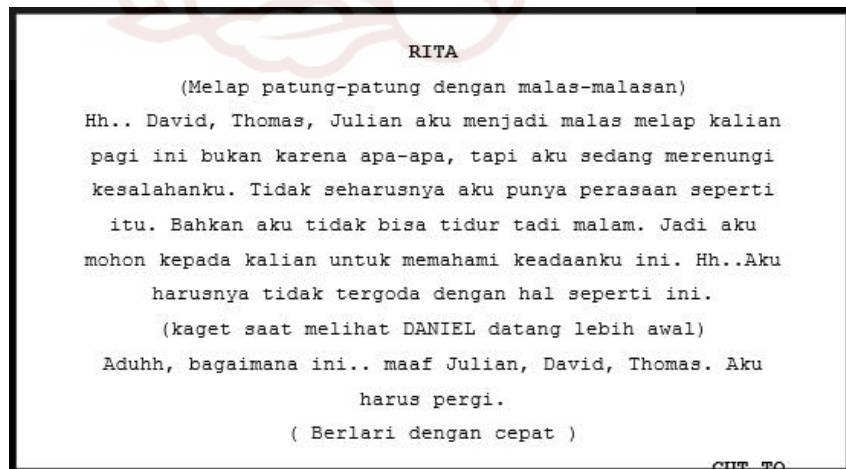 RITA
(Melap patung-patung dengan malas-malasan)
Hh.. David, Thomas, Julian aku menjadi malas melap kalian
pagi ini bukan karena apa-apa, tapi aku sedang merenungi
kesalahanku. Tidak seharusnya aku punya perasaan seperti
itu. Bahkan aku tidak bisa tidur tadi malam. Jadi aku
mohon kepada kalian untuk memahami keadaanku ini. Hh..Aku
harusnya tidak tergoda dengan hal seperti ini.
(kaget saat melihat DANIEL datang lebih awal)
Aduhh, bagaimana ini.. maaf Julian, David, Thomas. Aku
harus pergi.
( Berlari dengan cepat )
CUT TO